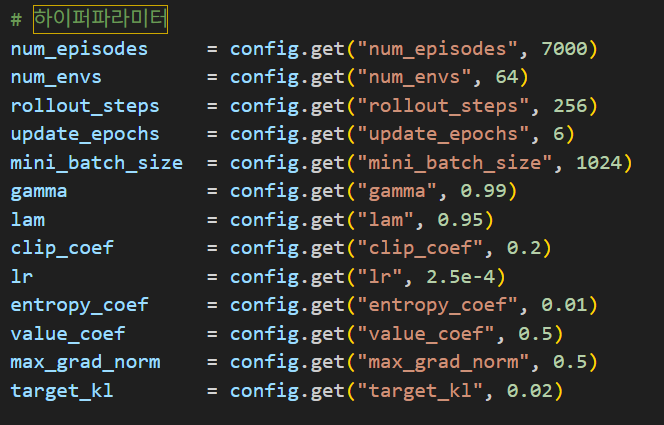 # 하이퍼파라미터
num_episodes     = config.get("num_episodes", 7000)
num_envs         = config.get("num_envs", 64)
rollout_steps    = config.get("rollout_steps", 256)
update_epochs    = config.get("update_epochs", 6)
mini_batch_size  = config.get("mini_batch_size", 1024)
gamma            = config.get("gamma", 0.99)
lam              = config.get("lam", 0.95)
clip_coef        = config.get("clip_coef", 0.2)
lr               = config.get("lr", 2.5e-4)
entropy_coef     = config.get("entropy_coef", 0.01)
value_coef       = config.get("value_coef", 0.5)
max_grad_norm    = config.get("max_grad_norm", 0.5)
target_kl        = config.get("target_kl", 0.02)